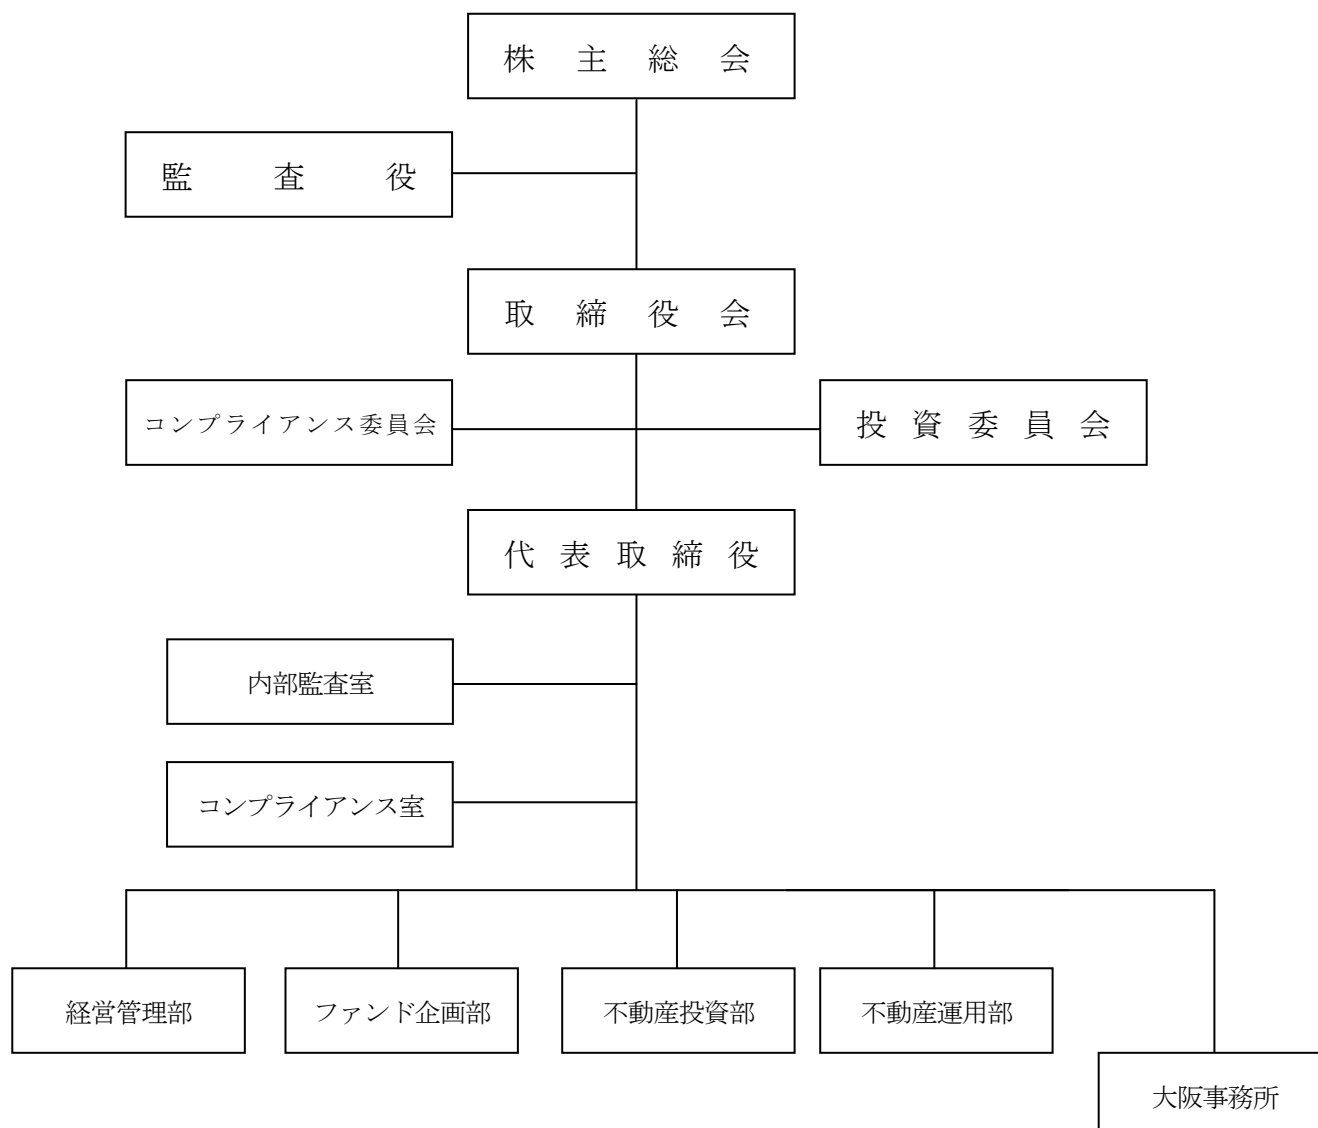 株主総会
監査役
取締役会
コンプライアンス委員会
投資委員会
代表取締役
内部監査室
コンプライアンス室
経営管理部
ファンド企画部
不動産投資部
不動産運用部
大阪事務所